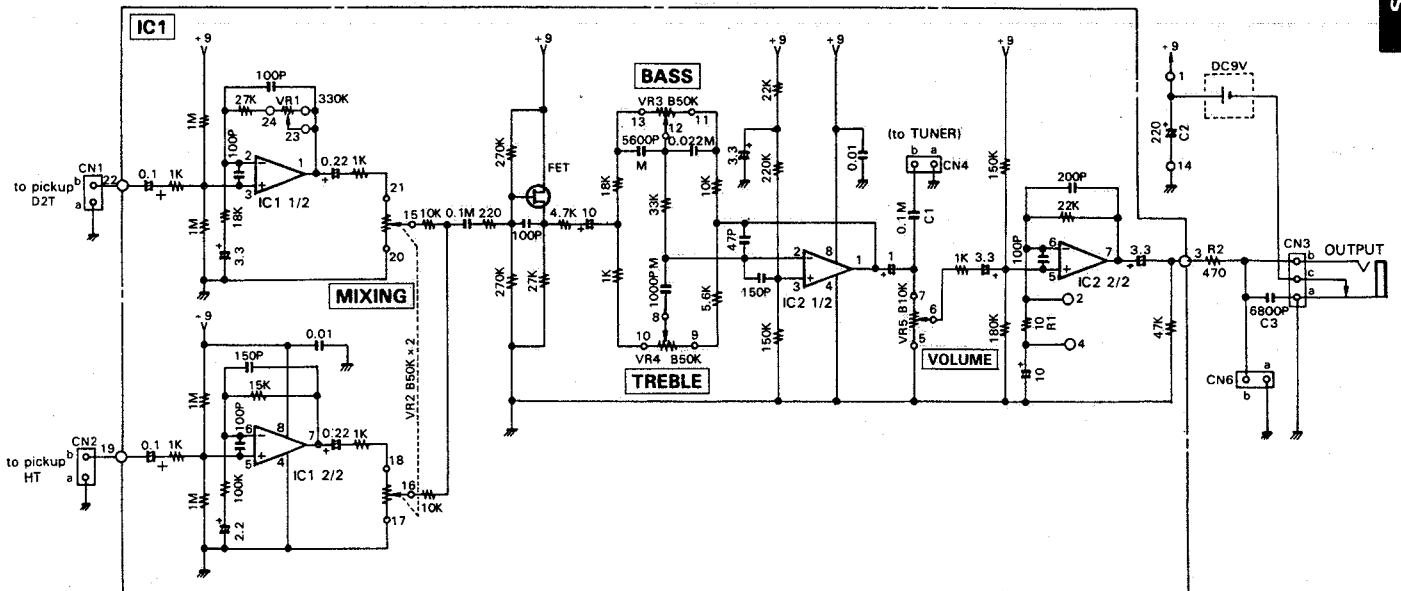 S
IC1
+9
100P
27K
VR1
330K
24
23
1M
100P
2
1
3
IC1 1/2
18K
3.3
+
1M
CN1
b
a
to pickup
D2T
22
0.1
+
1K
0.22
+
1K
21
15
20
10K
0.1M
220
MIXING
VR2 B50K×2
+9
0.01
150P
15K
1M
100P
6
5
8
7
4
IC1 2/2
100K
2.2
+
1M
CN2
b
a
to pickup
HT
19
0.1
+
1K
0.22
+
1K
18
16
17
10K
+9
270K
FET
100P
270K
27K
4.7K
10
+
BASS
VR3 B50K
13
11
12
5600P
M
0.022M
18K
33K
10K
1K
1000PM
5.6K
8
10
9
VR4 B50K
TREBLE
47P
150P
+9
22K
3.3
+
220K
150K
+9
0.01
2
3
8
1
4
IC2 1/2
+
1
(to TUNER)
b a
CN4
0.1M
C1
7
VR5 B10K
6
5
VOLUME
1K
3.3
+
+9
150K
180K
200P
22K
100P
6
5
7
IC2 2/2
10
R1
2
4
+
10
3.3
+
47K
3
R2
470
+9
1
220
+
C2
14
DC9V
CN3
b
c
a
OUTPUT
6800P
C3
CN6
a
b